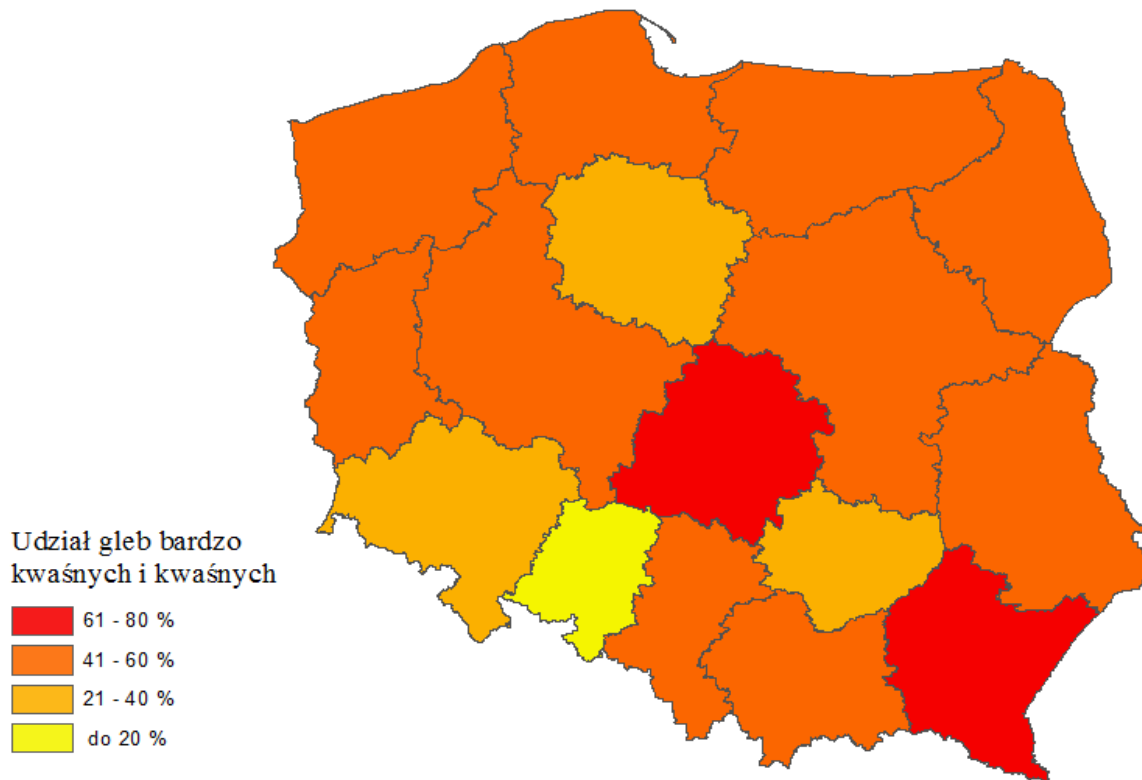 Udział gleb bardzo
kwaśnych i kwaśnych
61 - 80 %
41 - 60 %
21 - 40 %
do 20 %